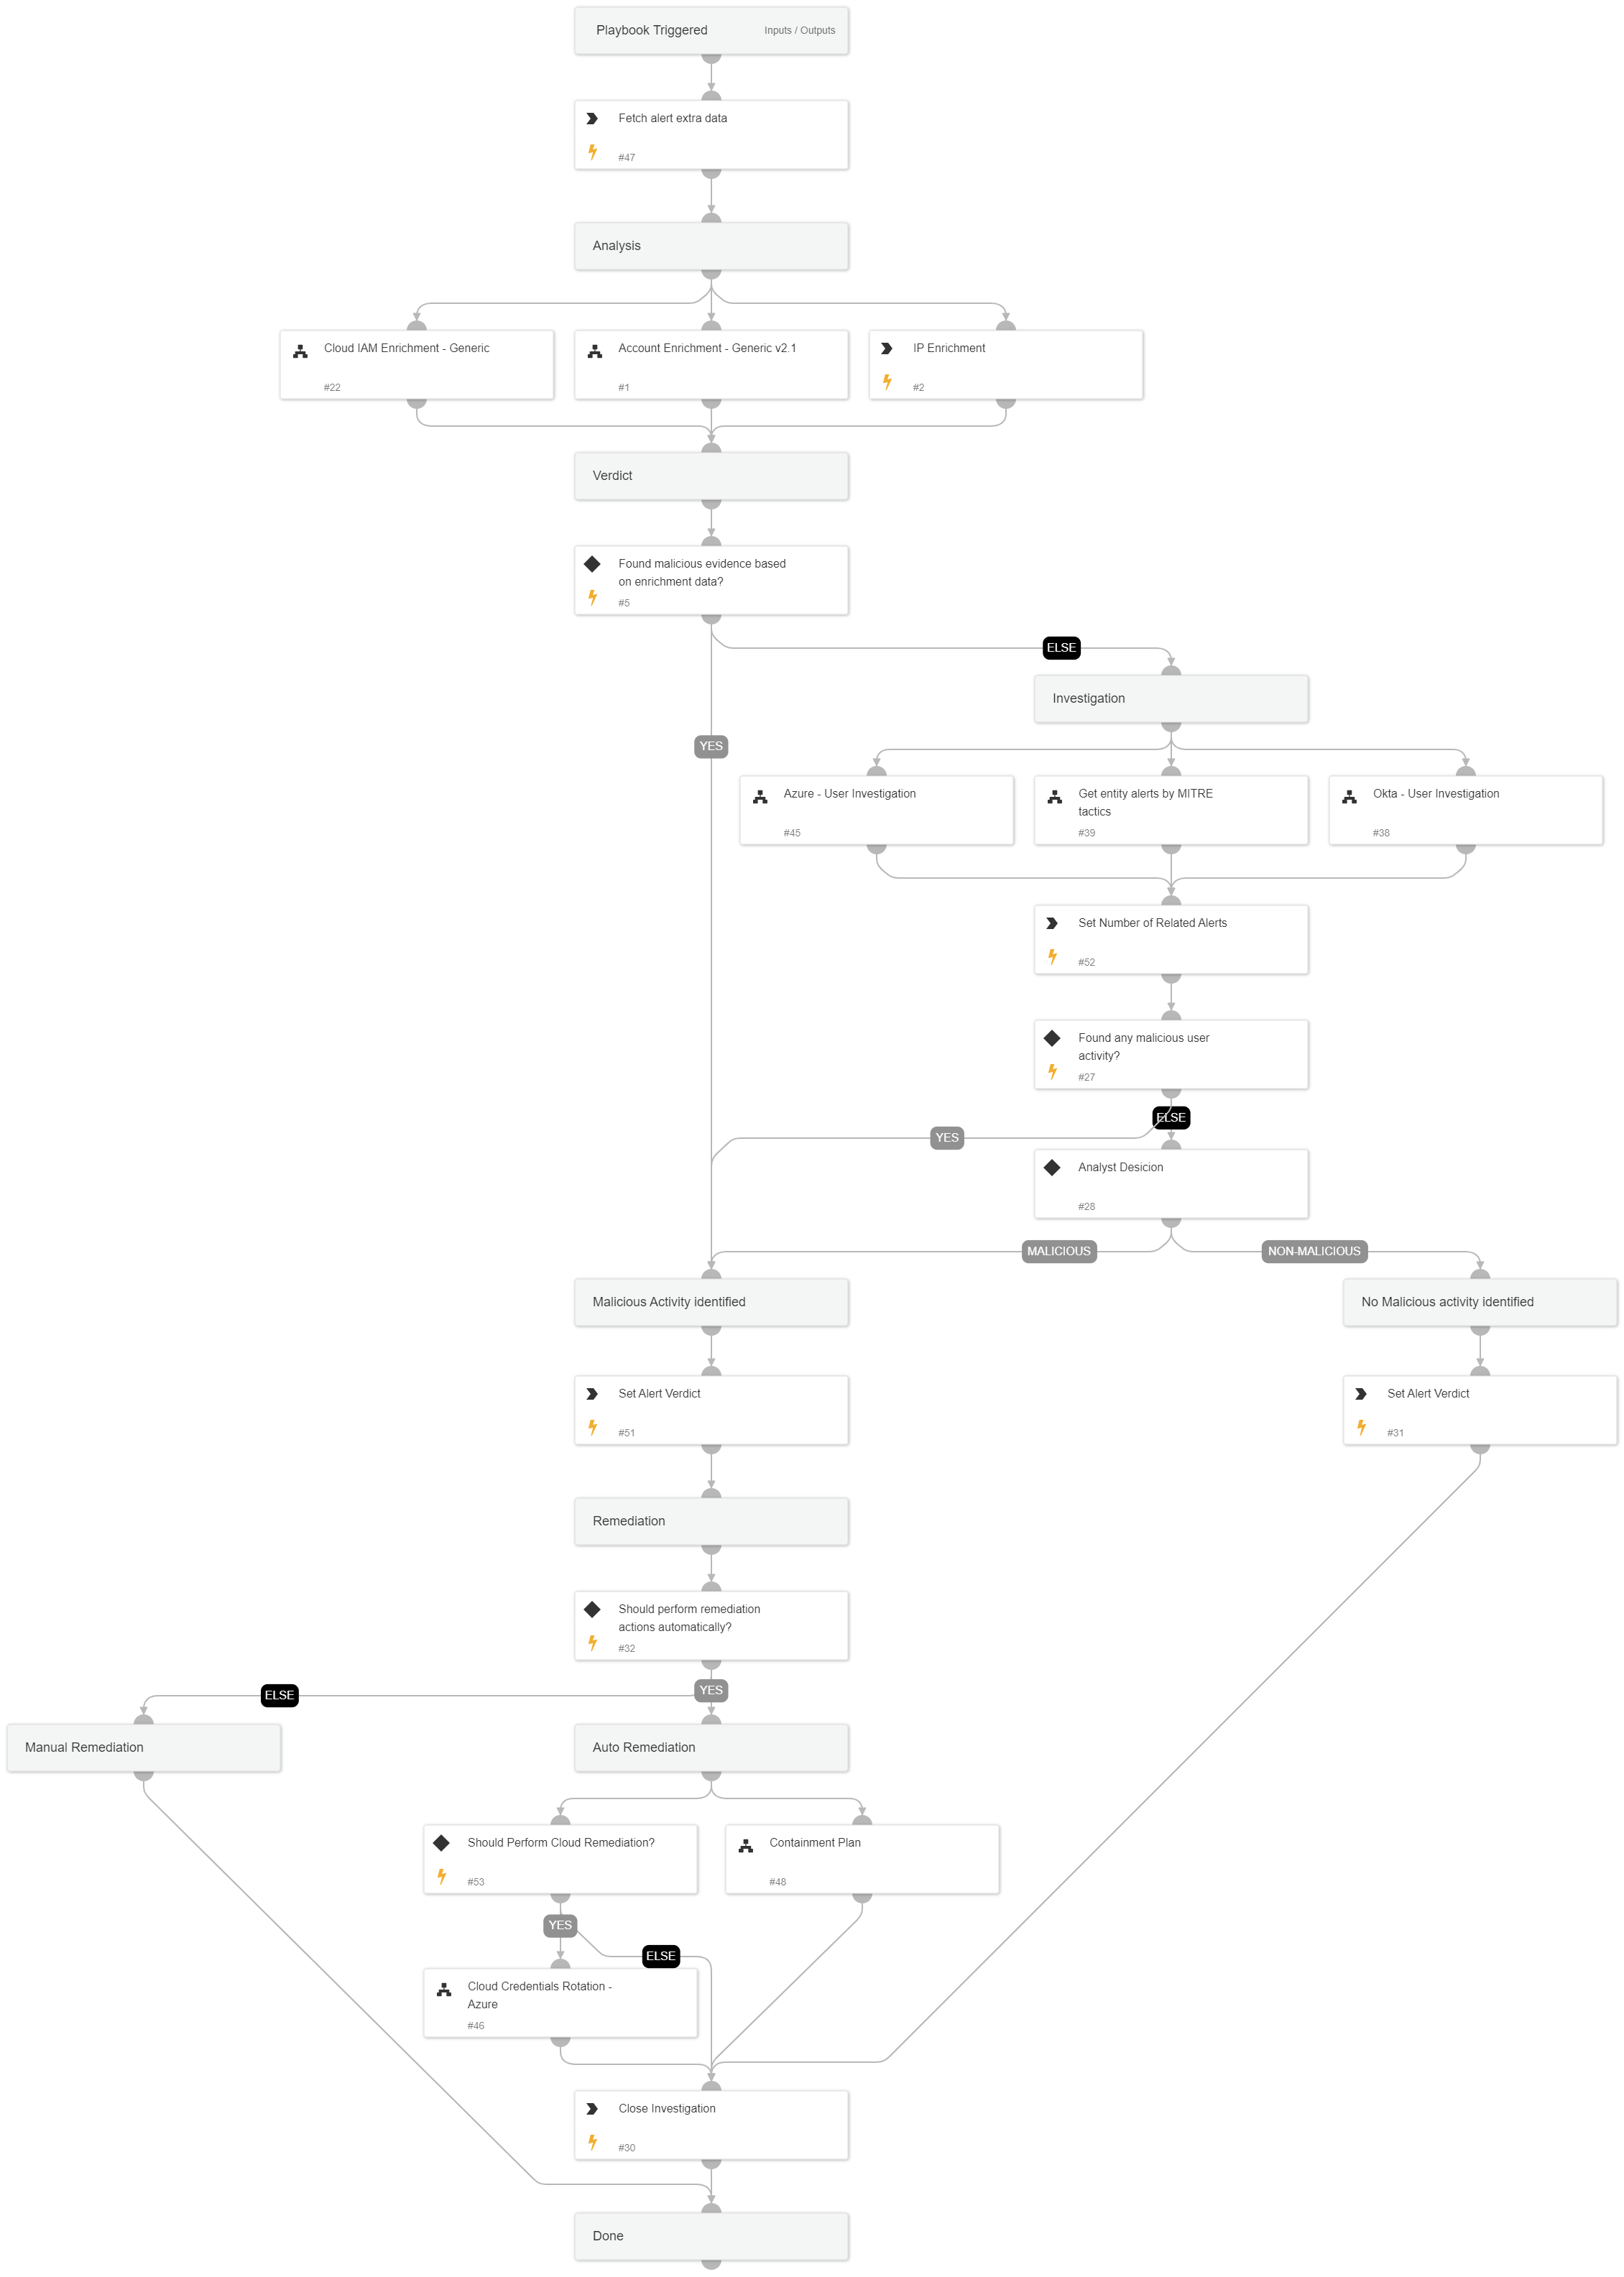 Playbook Triggered
Inputs / Outputs
Fetch alert extra data
#47
Analysis
Cloud IAM Enrichment - Generic
#22
Account Enrichment - Generic v2.1
#1
IP Enrichment
#2
Verdict
Found malicious evidence based
on enrichment data?
#5
ELSE
Investigation
YES
Azure - User Investigation
#45
Get entity alerts by MITRE
tactics
#39
Okta - User Investigation
#38
Set Number of Related Alerts
#52
Found any malicious user
activity?
#27
ELSE
YES
Analyst Desicion
#28
MALICIOUS
NON-MALICIOUS
Malicious Activity identified
No Malicious activity identified
Set Alert Verdict
#51
Set Alert Verdict
#31
Remediation
Should perform remediation
actions automatically?
#32
ELSE
YES
Manual Remediation
Auto Remediation
Should Perform Cloud Remediation?
#53
Containment Plan
#48
YES
ELSE
Cloud Credentials Rotation -
Azure
#46
Close Investigation
#30
Done